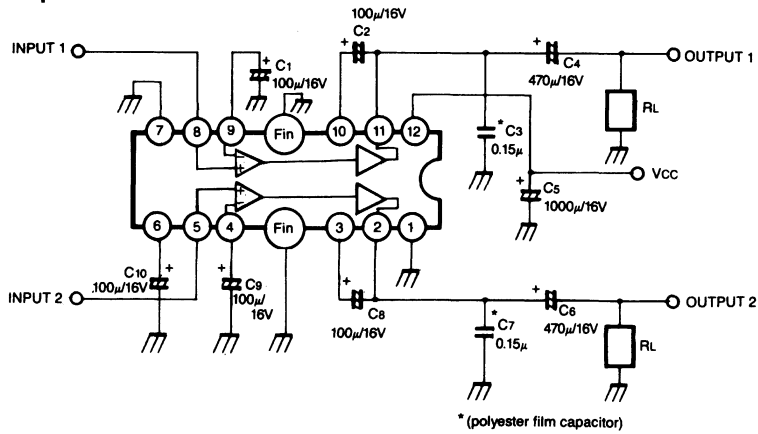 100μ/16V
C2
INPUT 1
C1
100μ/16V
C4
470μ/16V
OUTPUT 1
RL
* C3
0.15μ
7
8
9
Fin
10
11
12
VCC
C5
1000μ/16V
6
5
4
Fin
3
2
1
C10
.100μ/16V
C9
100μ/
16V
INPUT 2
C8
100μ/16V
* C7
0.15μ
C6
470μ/16V
OUTPUT 2
RL
* (polyester film capacitor)